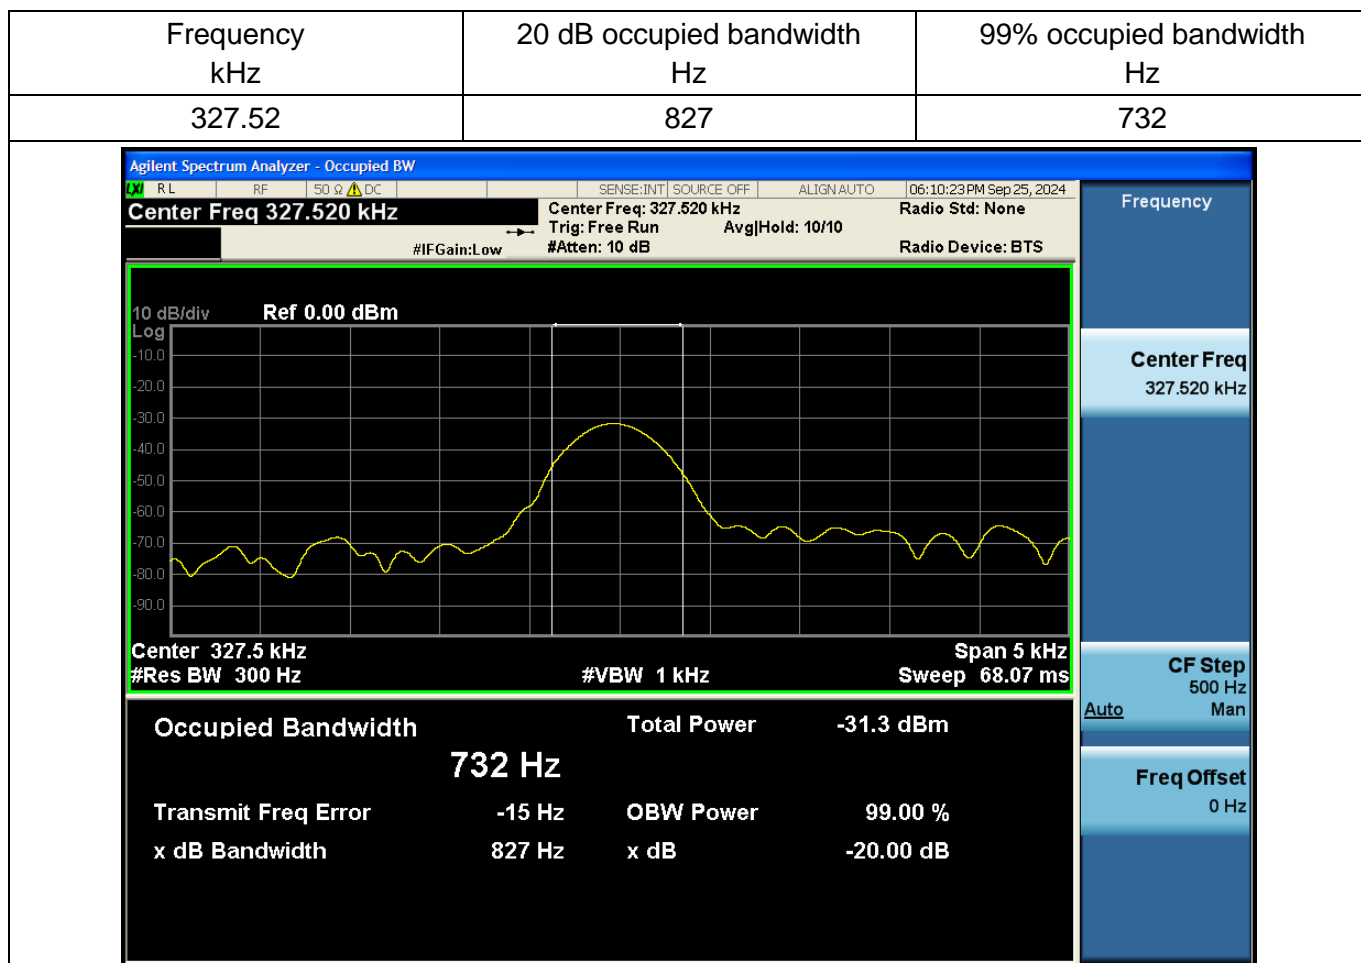 Frequency 20 dB occupied bandwidth 99% occupied bandwidth
kHz Hz Hz
327.52 827 732
Agilent Spectrum Analyzer - Occupied BW
LXI RL RF 50 Ω DC SENSE:INT SOURCE OFF ALIGN AUTO 06:10:23 PM Sep 25, 2024
Center Freq 327.520 kHz Center Freq: 327.520 kHz Radio Std: None
Trig: Free Run Avg|Hold: 10/10
#IFGain:Low #Atten: 10 dB Radio Device: BTS
Frequency
10 dB/div Ref 0.00 dBm
Log
-10.0
-20.0
-30.0
-40.0
-50.0
-60.0
-70.0
-80.0
-90.0
Center 327.5 kHz Span 5 kHz
#Res BW 300 Hz #VBW 1 kHz Sweep 68.07 ms
Occupied Bandwidth Total Power -31.3 dBm
732 Hz
Transmit Freq Error -15 Hz OBW Power 99.00 %
x dB Bandwidth 827 Hz x dB -20.00 dB
Center Freq
327.520 kHz
CF Step
500 Hz
Auto Man
Freq Offset
0 Hz